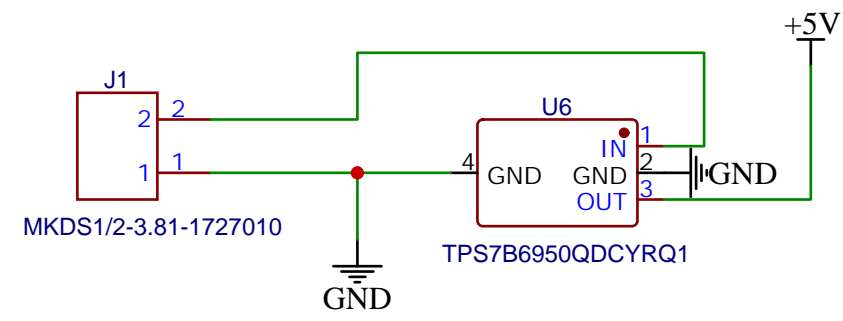 +5V
J1
2 2
1 1
MKDS1/2-3.81-1727010
GND
U6
IN 1
4 GND GND 2 GND
OUT 3
TPS7B6950QDCYRQ1